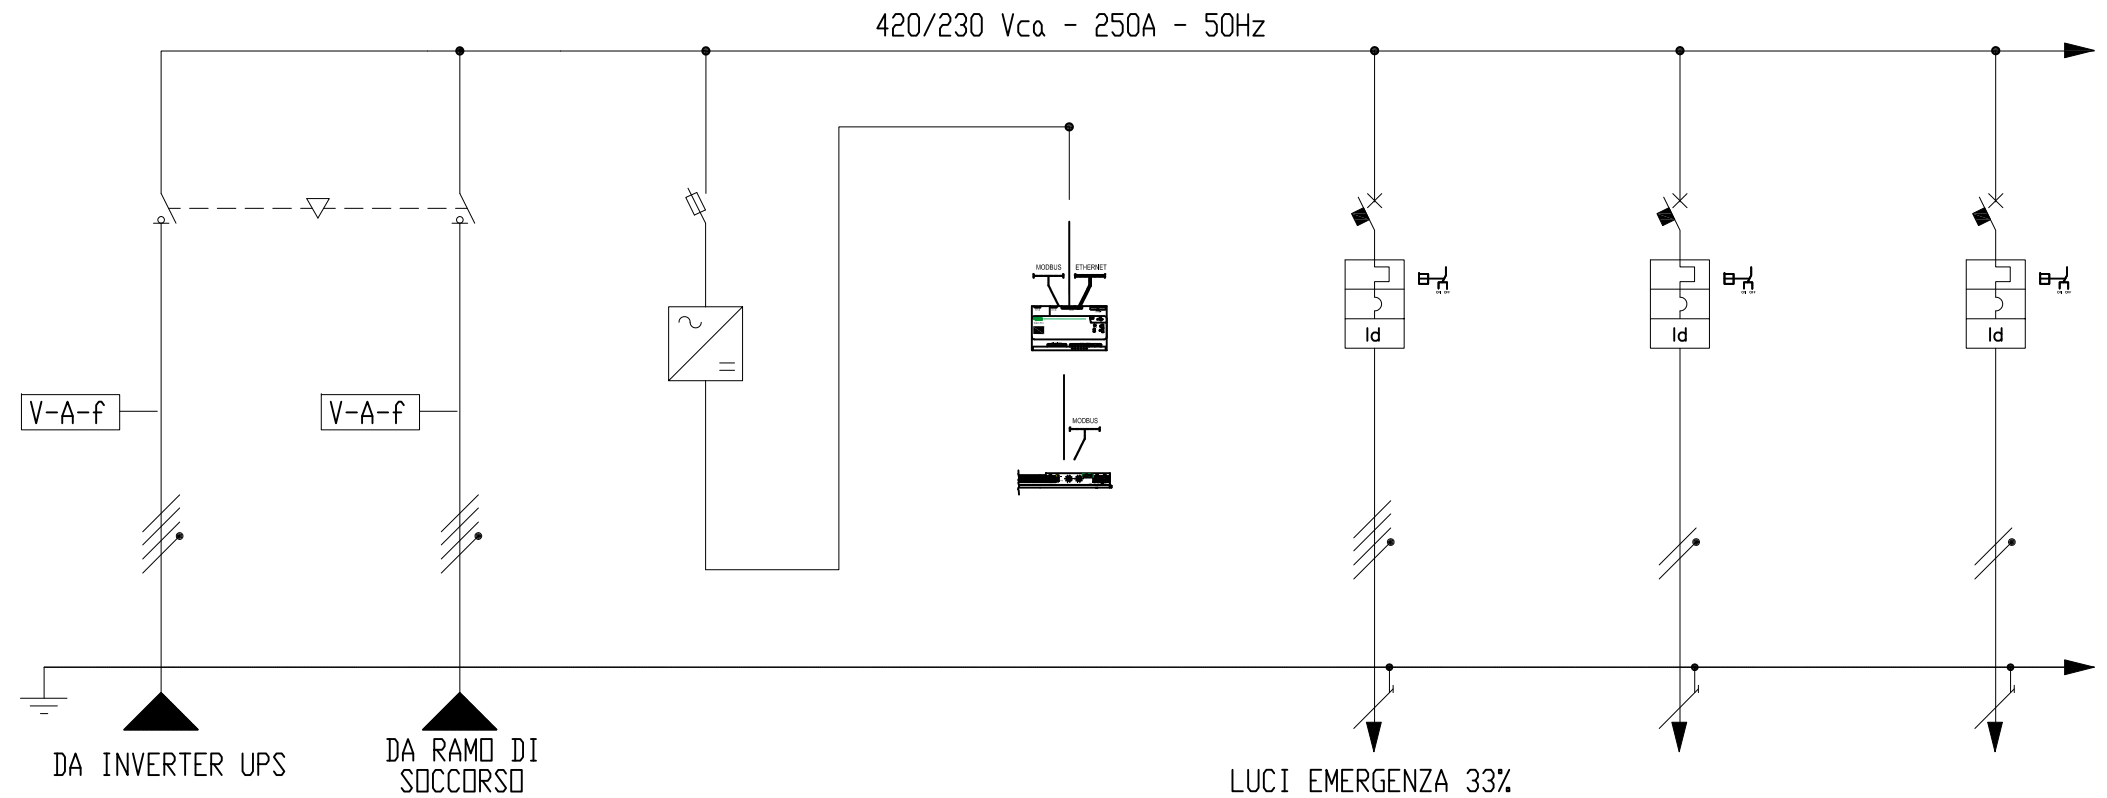 420/230 Vca - 250A - 50Hz
MODBUS
ETHERNET
Id
Id
Id
V-A-f
V-A-f
MODBUS
DA INVERTER UPS
DA RAMO DI
SOCCORSO
LUCI EMERGENZA 33%